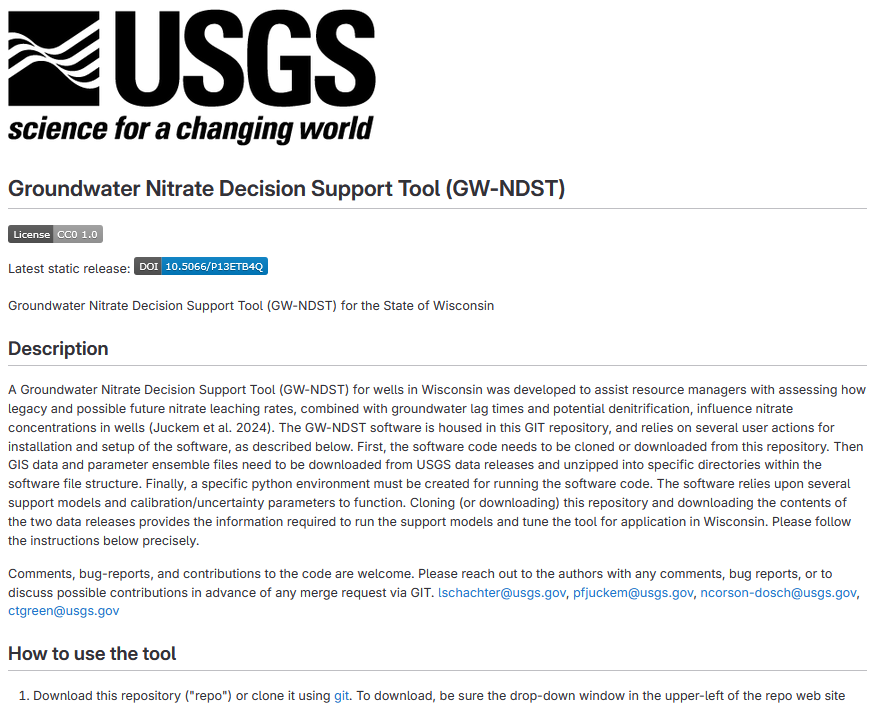 USGS
science for a changing world
Groundwater Nitrate Decision Support Tool (GW-NDST)
License CC0 1.0
Latest static release: DOI 10.5066/P13ETB4Q
Groundwater Nitrate Decision Support Tool (GW-NDST) for the State of Wisconsin
Description
A Groundwater Nitrate Decision Support Tool (GW-NDST) for wells in Wisconsin was developed to assist resource managers with assessing how
legacy and possible future nitrate leaching rates, combined with groundwater lag times and potential denitrification, influence nitrate
concentrations in wells (Juckem et al. 2024). The GW-NDST software is housed in this GIT repository, and relies on several user actions for
installation and setup of the software, as described below. First, the software code needs to be cloned or downloaded from this repository. Then
GIS data and parameter ensemble files need to be downloaded from USGS data releases and unzipped into specific directories within the
software file structure. Finally, a specific python environment must be created for running the software code. The software relies upon several
support models and calibration/uncertainty parameters to function. Cloning (or downloading) this repository and downloading the contents of
the two data releases provides the information required to run the support models and tune the tool for application in Wisconsin. Please follow
the instructions below precisely.
Comments, bug-reports, and contributions to the code are welcome. Please reach out to the authors with any comments, bug reports, or to
discuss possible contributions in advance of any merge request via GIT. lschachter@usgs.gov, pfjuckem@usgs.gov, ncorson-dosch@usgs.gov,
ctgreen@usgs.gov
How to use the tool
1. Download this repository ("repo") or clone it using git. To download, be sure the drop-down window in the upper-left of the repo web site